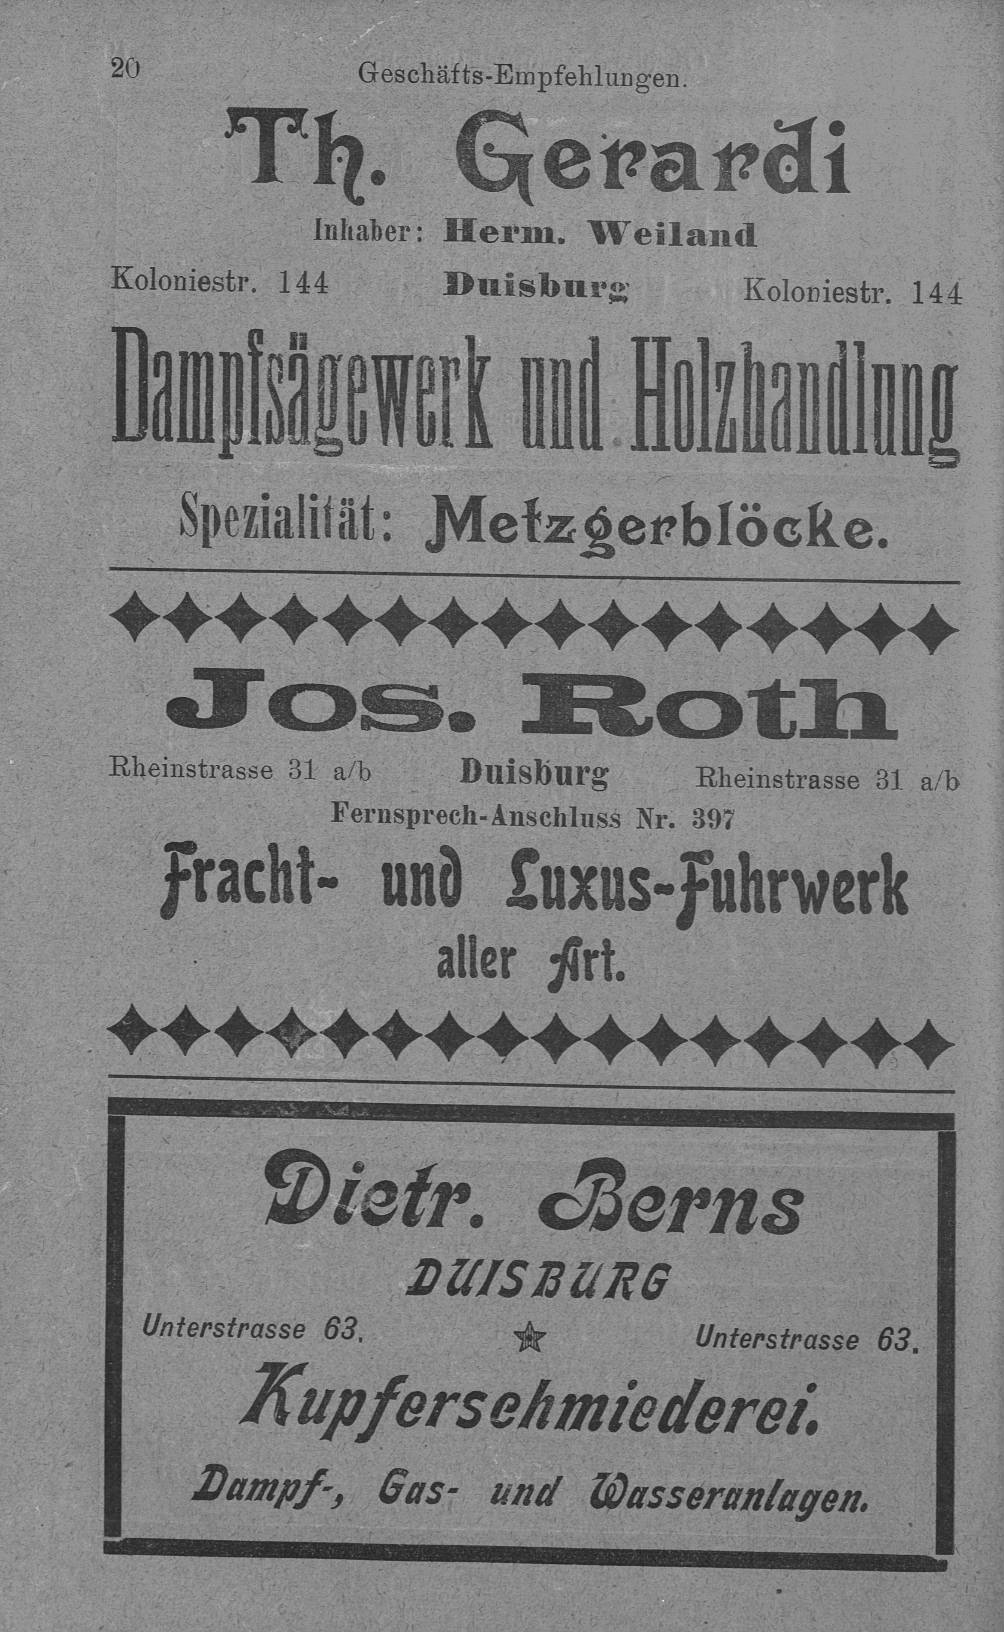 20
Geschäfts-Empfehlungen.
Th. Gerardi
Inhaber: Herm. Weiland
Koloniestr. 144 Duisburg Koloniestr. 144
Dampfsägewerk und Holzhandlung
Spezialität: Metzgerblöcke.
Jos. Roth
Rheinstrasse 31 a/b Duisburg Rheinstrasse 31 a/b
Fernsprech-Anschluss Nr. 397
Fracht- und Luxus-Fuhrwerk
aller Art.
Dietr. Berns
DUISBURG
Unterstrasse 63. Unterstrasse 63.
Kupferschmiederei.
Dampf-, Gas- und Wasseranlagen.